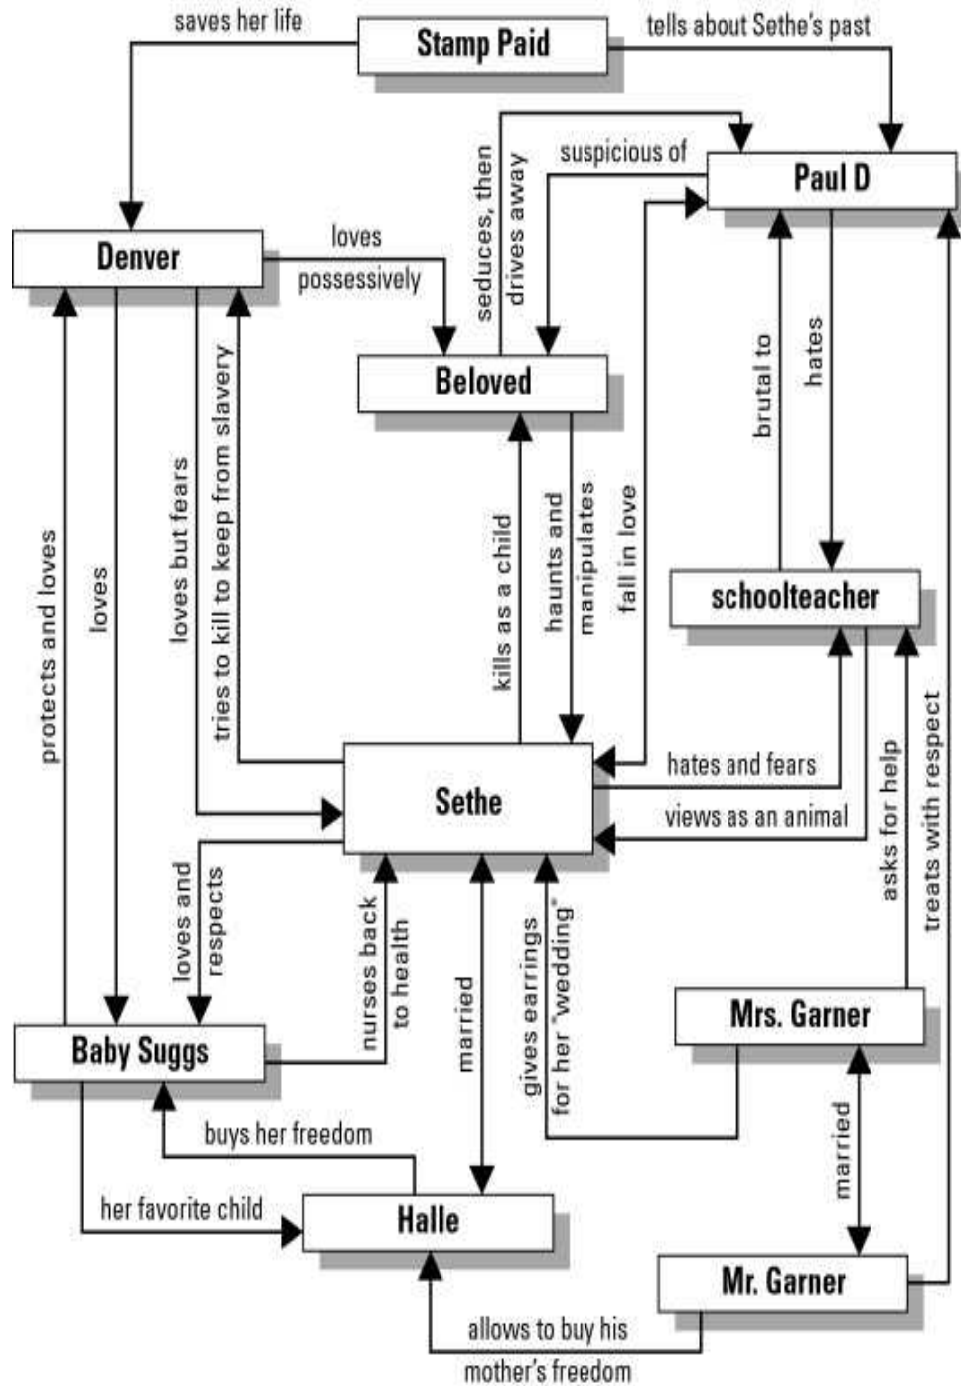 saves her life
Stamp Paid
tells about Sethe's past
suspicious of
Paul D
seduces, then
drives away
Denver
loves
possessively
Beloved
brutal to
hates
protects and loves
loves
loves but fears
tries to kill to keep from slavery
kills as a child
haunts and
manipulates
fall in love
schoolteacher
Sethe
hates and fears
views as an animal
asks for help
treats with respect
loves and
respects
nurses back
to health
married
gives earrings
for her "wedding"
Mrs. Garner
Baby Suggs
buys her freedom
married
her favorite child
Halle
Mr. Garner
allows to buy his
mother's freedom